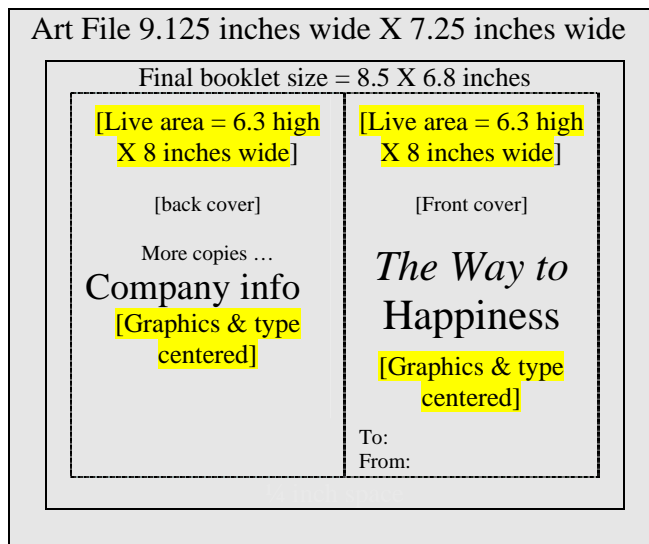 Art File 9.125 inches wide X 7.25 inches wide
Final booklet size = 8.5 X 6.8 inches
[Live area = 6.3 high
X 8 inches wide]
[back cover]
More copies …
Company info
[Graphics & type
centered]
[Live area = 6.3 high
X 8 inches wide]
[Front cover]
The Way to
Happiness
[Graphics & type
centered]
To:
From: